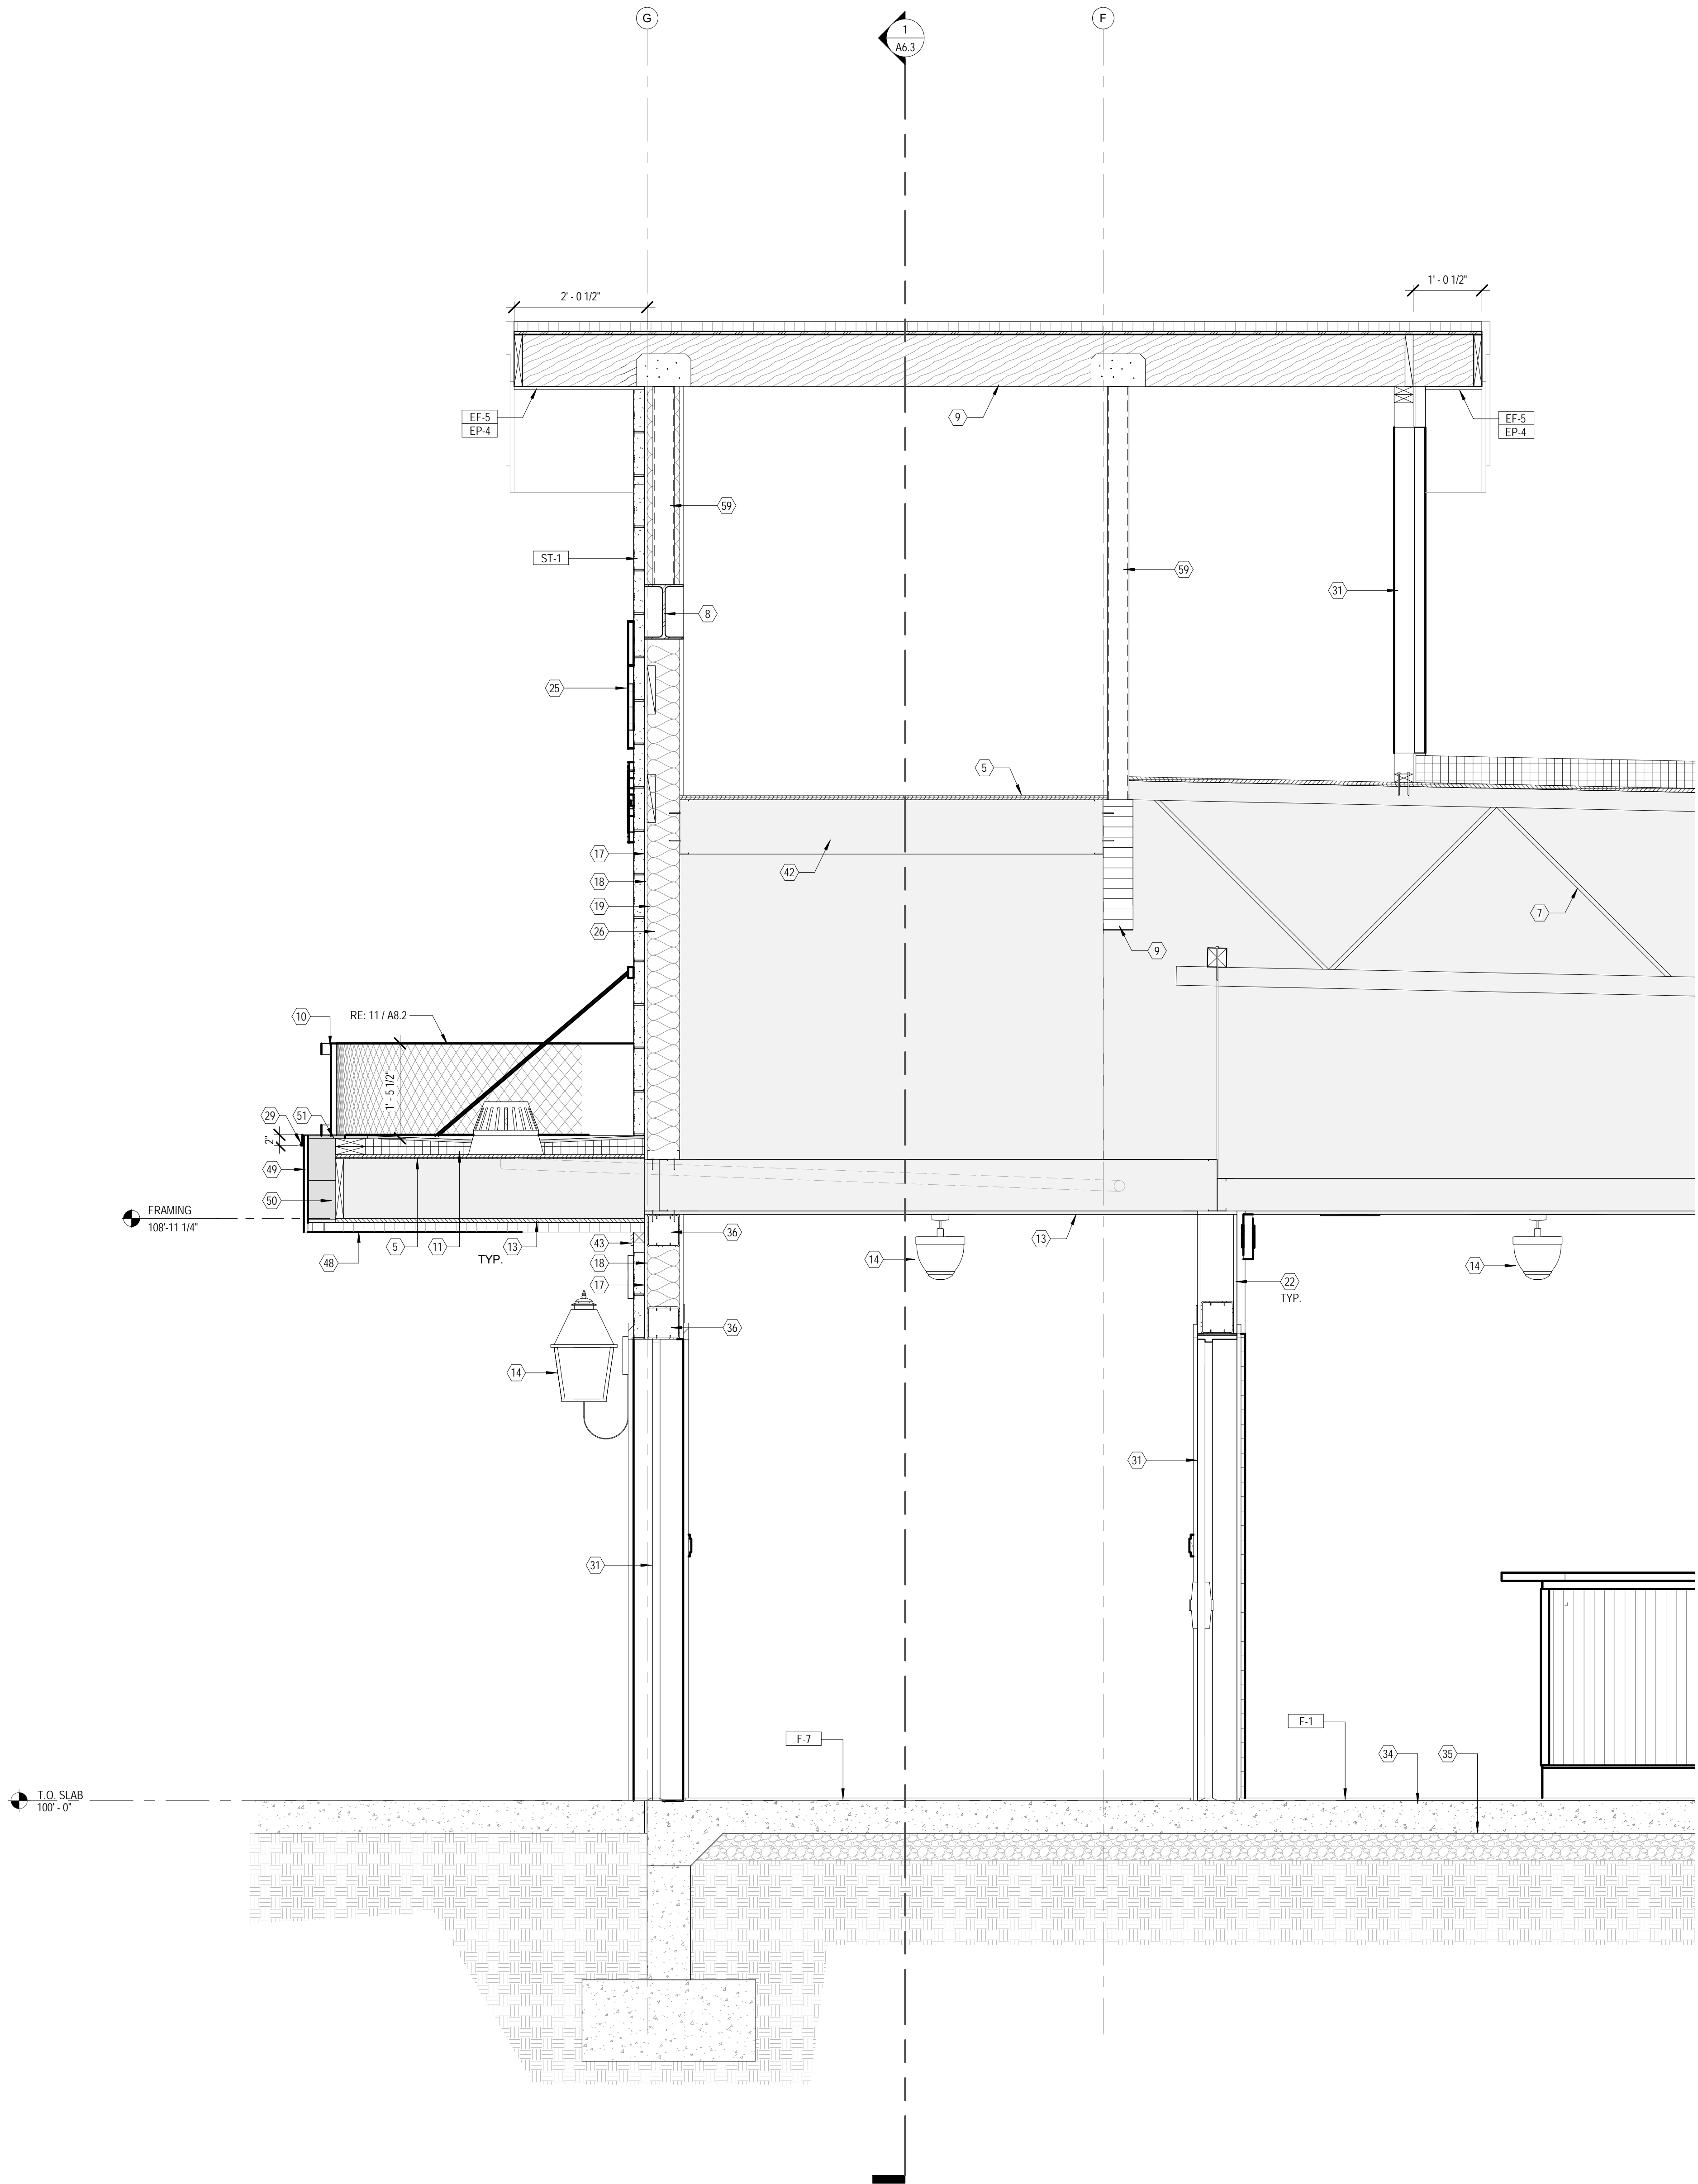 G
1
A6.3
F
2' - 0 1/2"
1' - 0 1/2"
EF-5
EP-4
9
EF-5
EP-4
59
ST-1
59
31
8
25
5
17
42
18
19
7
26
9
10
RE: 11 / A8.2
1' - 5 1/2"
29
51
2"
49
50
FRAMING
108'-11 1/4"
48
5
11
13
TYP.
43
36
13
18
14
14
17
22
TYP.
36
14
31
31
F-7
F-1
34
35
T.O. SLAB
100' - 0"